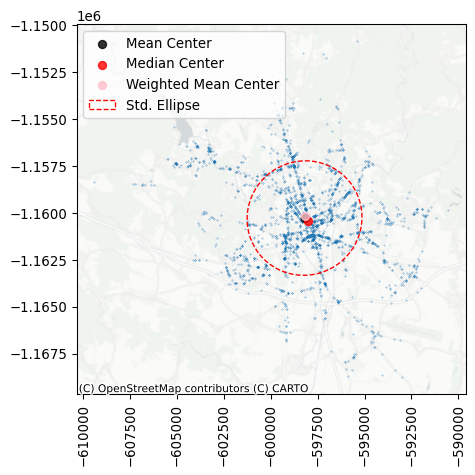 1e6
−1.1500
−1.1525
−1.1550
−1.1575
−1.1600
−1.1625
−1.1650
−1.1675
Mean Center
Median Center
Weighted Mean Center
Std. Ellipse
(C) OpenStreetMap contributors (C) CARTO
−610000
−607500
−605000
−602500
−600000
−597500
−595000
−592500
−590000